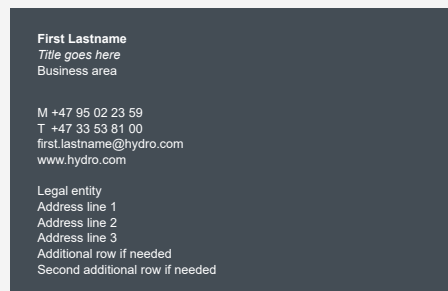 First Lastname
Title goes here
Business area
M +47 95 02 23 59
T +47 33 53 81 00
first.lastname@hydro.com
www.hydro.com
Legal entity
Address line 1
Address line 2
Address line 3
Additional row if needed
Second additional row if needed